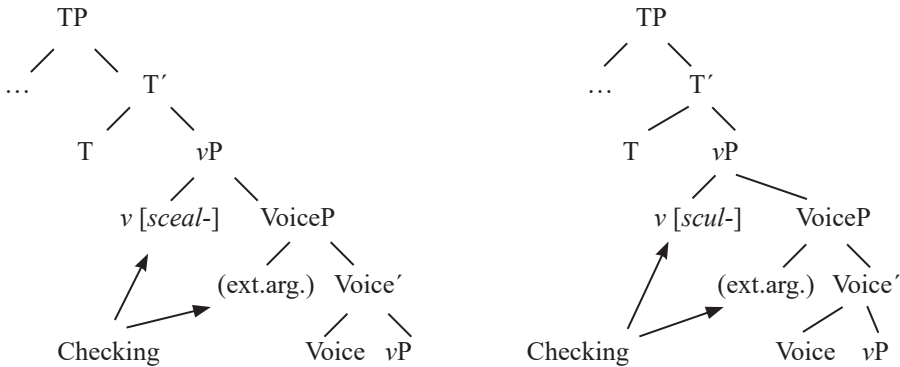 TP TP
… T´ … T´
T vP T vP
v [sceal-] VoiceP v [scul-] VoiceP
(ext.arg.) Voice´ (ext.arg.) Voice´
Checking Voice vP Checking Voice vP